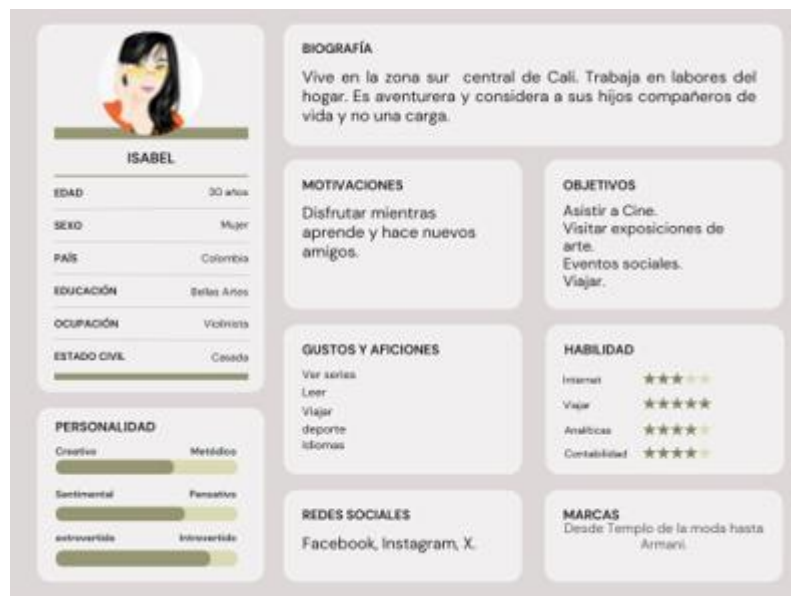 ISABEL
EDAD 30 años
SEXO Mujer
PAÍS Colombia
EDUCACIÓN Bellas Artes
OCUPACIÓN Violinista
ESTADO CIVIL Casada
PERSONALIDAD
Creativo Metódico
Sentimental Pensativo
extrovertido Introvertido
BIOGRAFÍA
Vive en la zona sur central de Cali. Trabaja en labores del
hogar. Es aventurera y considera a sus hijos compañeros de
vida y no una carga.
MOTIVACIONES
Disfrutar mientras
aprende y hace nuevos
amigos.
OBJETIVOS
Asistir a Cine.
Visitar exposiciones de
arte.
Eventos sociales.
Viajar.
GUSTOS Y AFICIONES
Ver series
Leer
Viajar
deporte
Idiomas
HABILIDAD
Internet
Viajar
Analíticas
Contabilidad
REDES SOCIALES
Facebook, Instagram, X.
MARCAS
Desde Templo de la moda hasta
Armani.